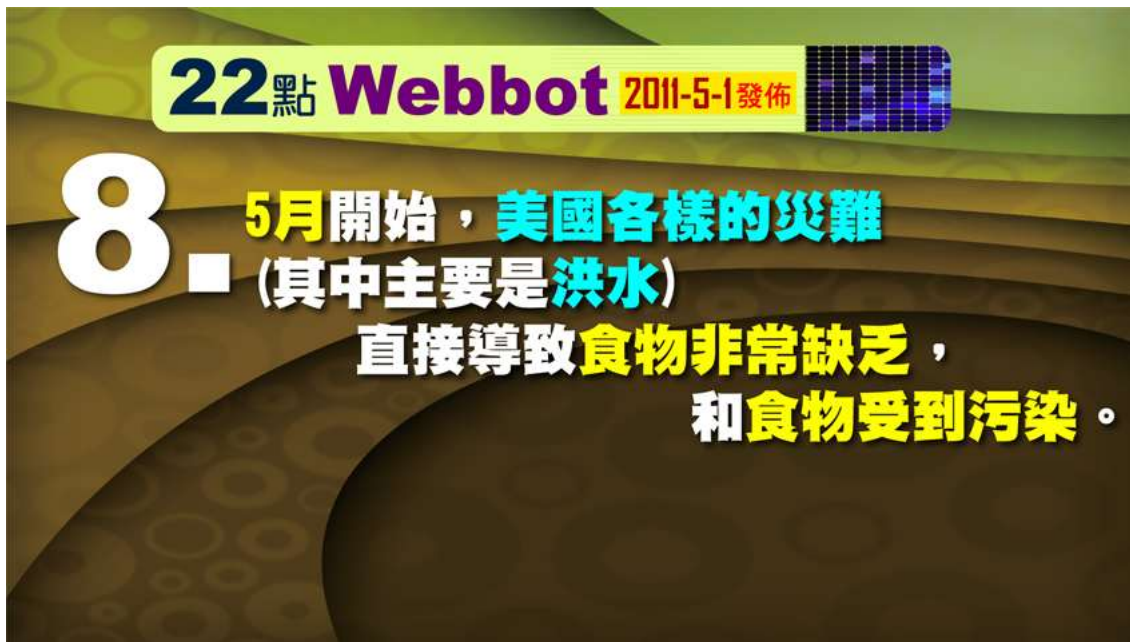 22點 Webbot 2011-5-1發佈
8. 5月開始，美國各樣的災難
(其中主要是洪水)
直接導致食物非常缺乏，
和食物受到污染。